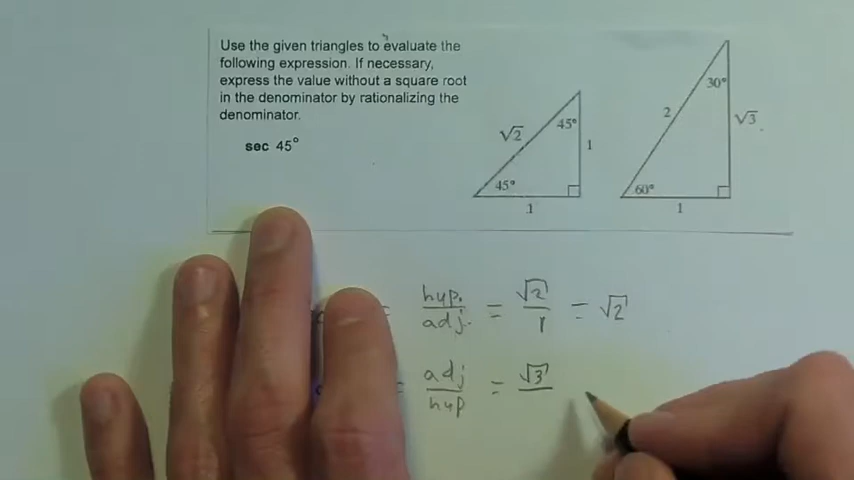 Use the given triangles to evaluate the
following expression. If necessary,
express the value without a square root
in the denominator by rationalizing the
denominator.
sec 45°
√2 45° 1
45°
1
30°
2 √3
60°
1
hyp. / adj. = √2 / 1 = √2
= adj / hyp = √3